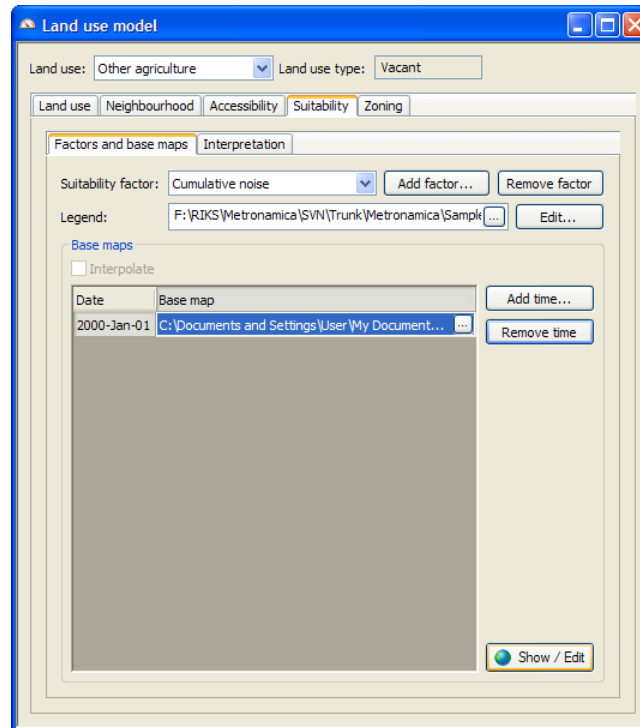 Land use model
Land use: Other agriculture Land use type: Vacant
Land use Neighbourhood Accessibility Suitability Zoning
Factors and base maps Interpretation
Suitability factor: Cumulative noise Add factor... Remove factor
Legend: F:\RIKS\Metronamica\SVN\Trunk\Metronamica\Sample ... Edit...
Base maps
Interpolate
Date Base map Add time...
2000-Jan-01 C:\Documents and Settings\User\My Document... ... Remove time
Show / Edit